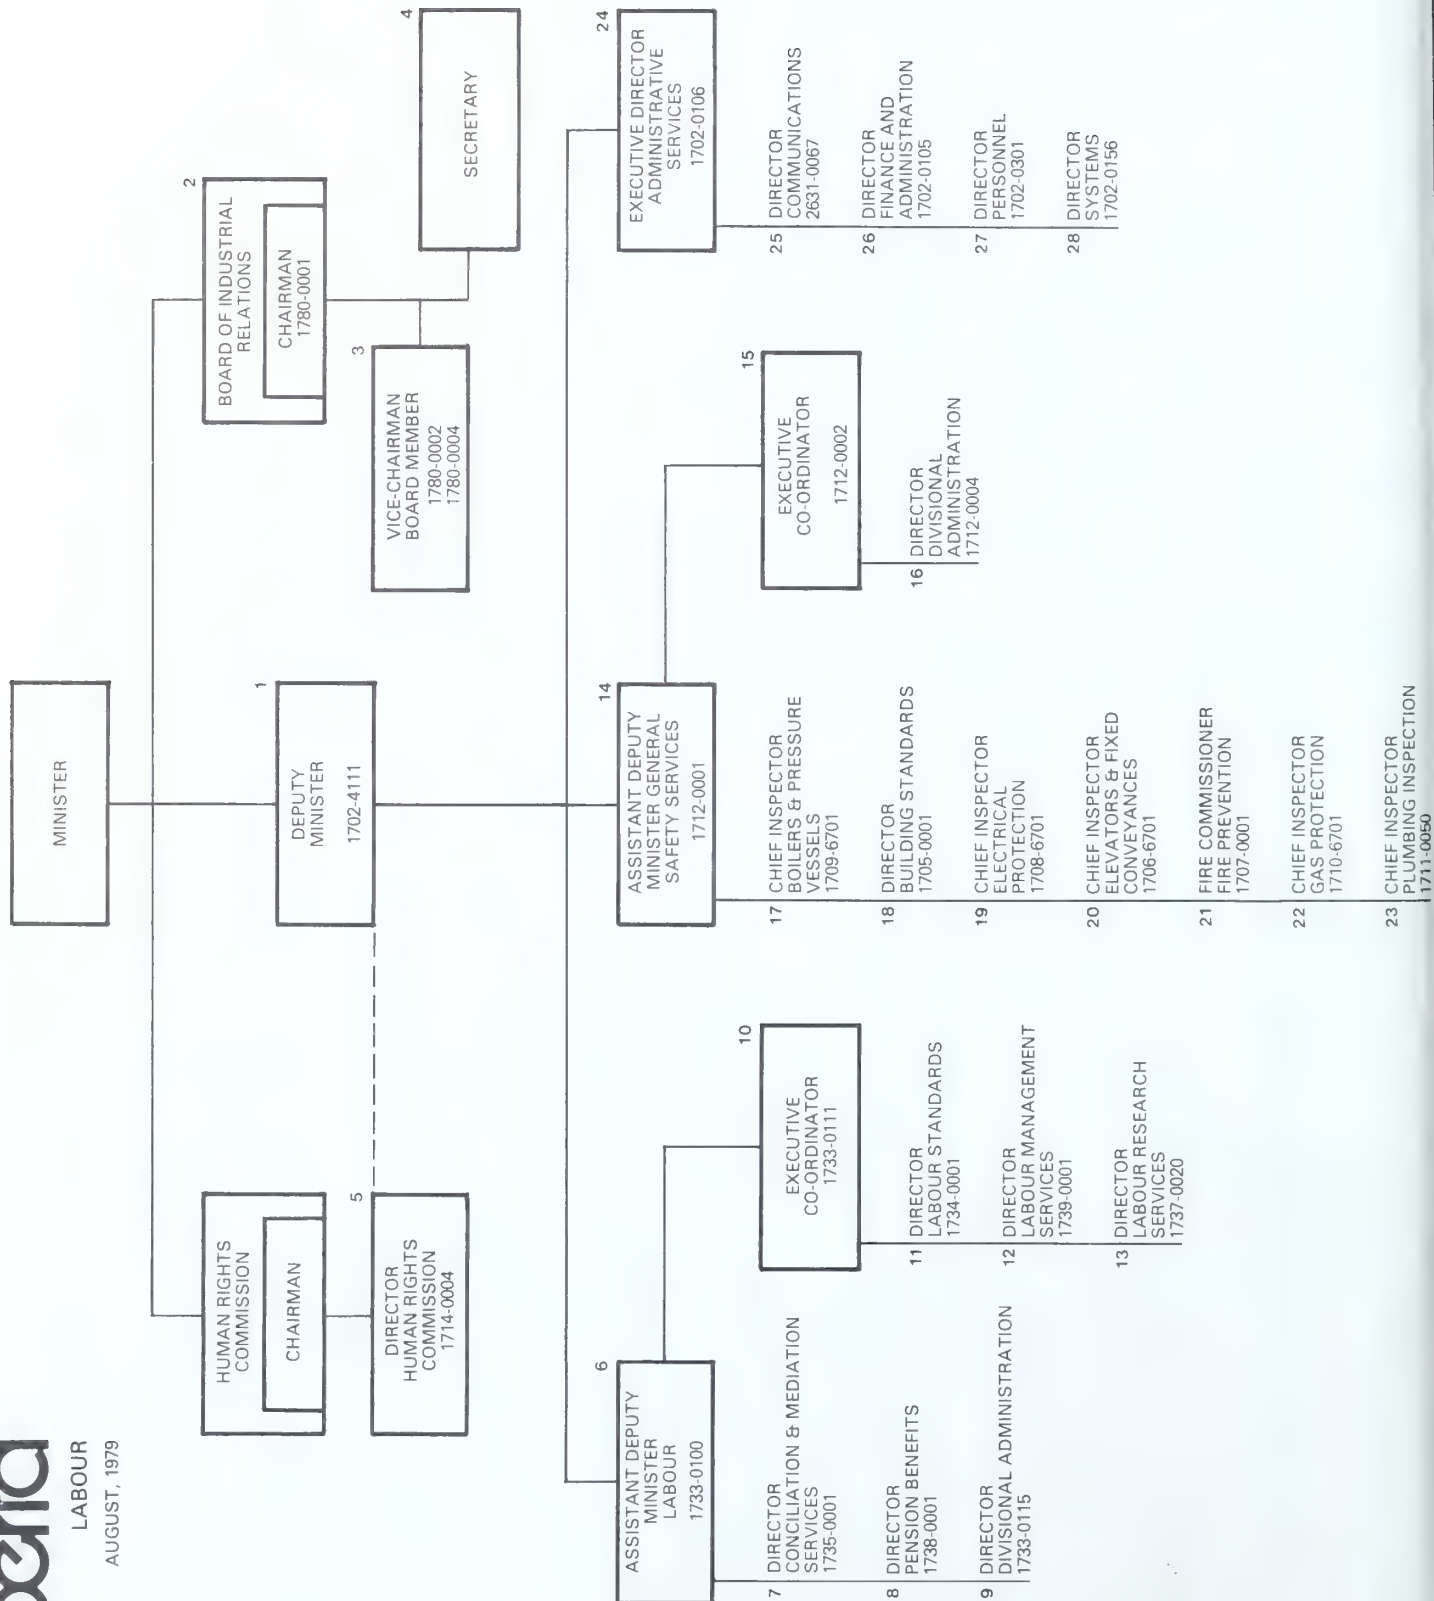 LABOUR
AUGUST, 1979
MINISTER
HUMAN RIGHTS
COMMISSION
CHAIRMAN
5
DIRECTOR
HUMAN RIGHTS
COMMISSION
1714-0004
1
DEPUTY
MINISTER
1702-4111
2
BOARD OF INDUSTRIAL
RELATIONS
CHAIRMAN
1780-0001
3
VICE-CHAIRMAN
BOARD MEMBER
1780-0002
1780-0004
4
SECRETARY
6
ASSISTANT DEPUTY
MINISTER
LABOUR
1733-0100
7 DIRECTOR
CONCILIATION & MEDIATION
SERVICES
1735-0001
8 DIRECTOR
PENSION BENEFITS
1738-0001
9 DIRECTOR
DIVISIONAL ADMINISTRATION
1733-0115
10
EXECUTIVE
CO-ORDINATOR
1733-0111
11 DIRECTOR
LABOUR STANDARDS
1734-0001
12 DIRECTOR
LABOUR MANAGEMENT
SERVICES
1739-0001
13 DIRECTOR
LABOUR RESEARCH
SERVICES
1737-0020
14
ASSISTANT DEPUTY
MINISTER GENERAL
SAFETY SERVICES
1712-0001
17 CHIEF INSPECTOR
BOILERS & PRESSURE
VESSELS
1709-6701
18 DIRECTOR
BUILDING STANDARDS
1705-0001
19 CHIEF INSPECTOR
ELECTRICAL
PROTECTION
1708-6701
20 CHIEF INSPECTOR
ELEVATORS & FIXED
CONVEYANCES
1706-6701
21 FIRE COMMISSIONER
FIRE PREVENTION
1707-0001
22 CHIEF INSPECTOR
GAS PROTECTION
1710-6701
23 CHIEF INSPECTOR
PLUMBING INSPECTION
1711-0050
15
EXECUTIVE
CO-ORDINATOR
1712-0002
16 DIRECTOR
DIVISIONAL
ADMINISTRATION
1712-0004
24
EXECUTIVE DIRECTOR
ADMINISTRATIVE
SERVICES
1702-0106
25 DIRECTOR
COMMUNICATIONS
2631-0067
26 DIRECTOR
FINANCE AND
ADMINISTRATION
1702-0105
27 DIRECTOR
PERSONNEL
1702-0301
28 DIRECTOR
SYSTEMS
1702-0156